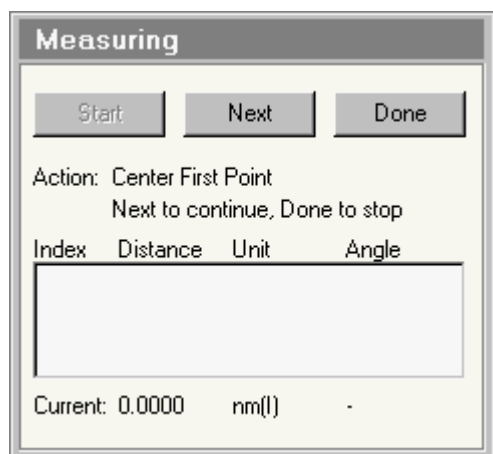 Measuring
Start Next Done
Action: Center First Point
Next to continue, Done to stop
Index Distance Unit Angle
Current: 0.0000 nm(I) -